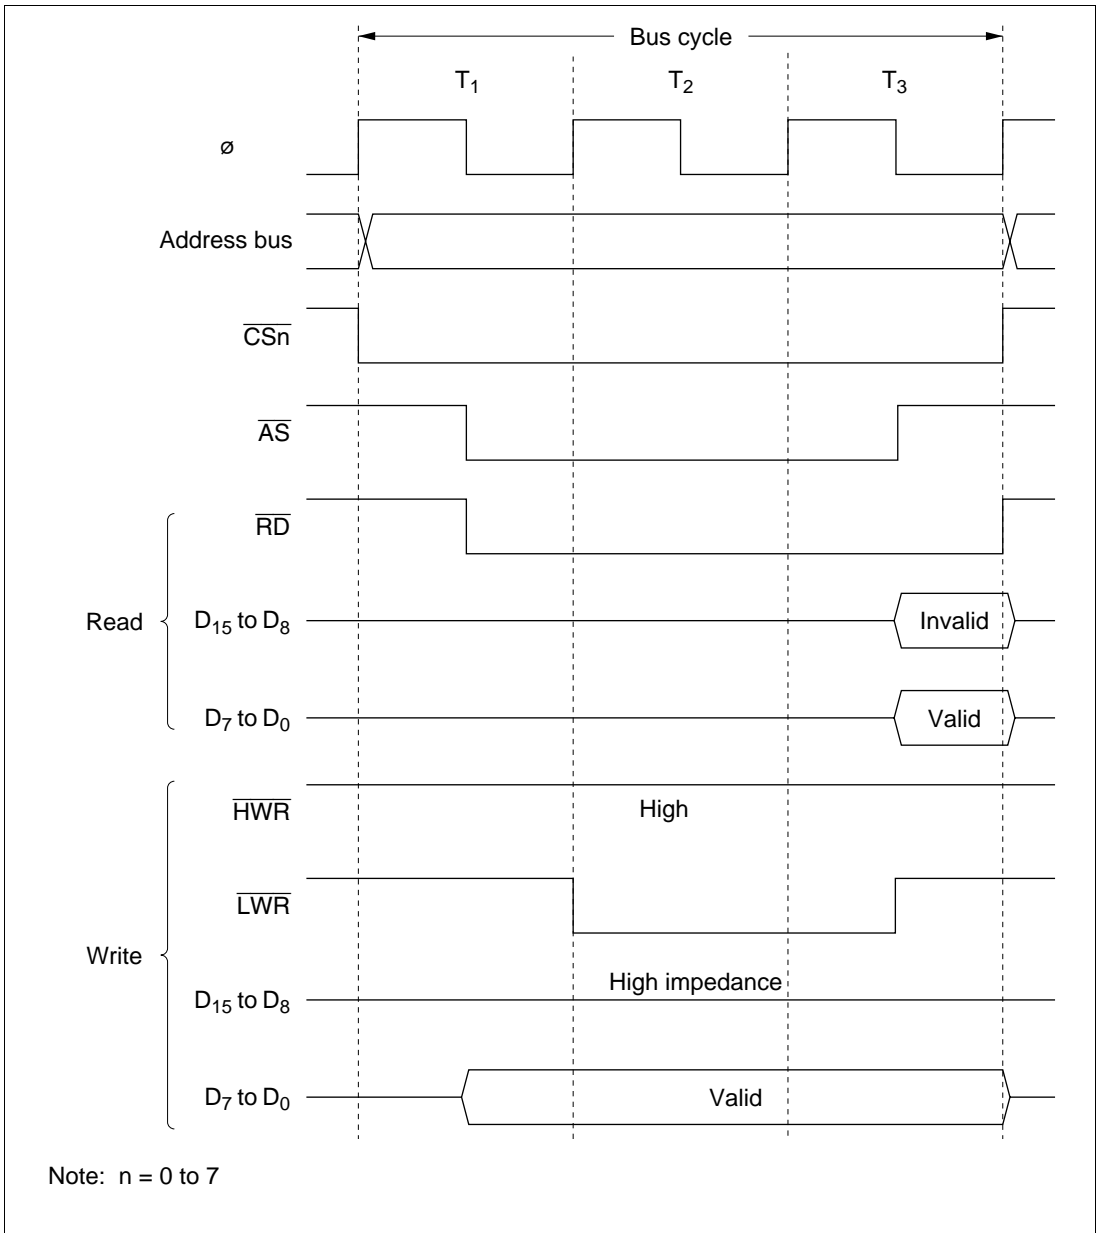 Bus cycle
T1 T2 T3
ø
Address bus
CSn
AS
RD
Read
D15 to D8 Invalid
D7 to D0 Valid
HWR High
LWR
Write
D15 to D8 High impedance
D7 to D0 Valid
Note: n = 0 to 7